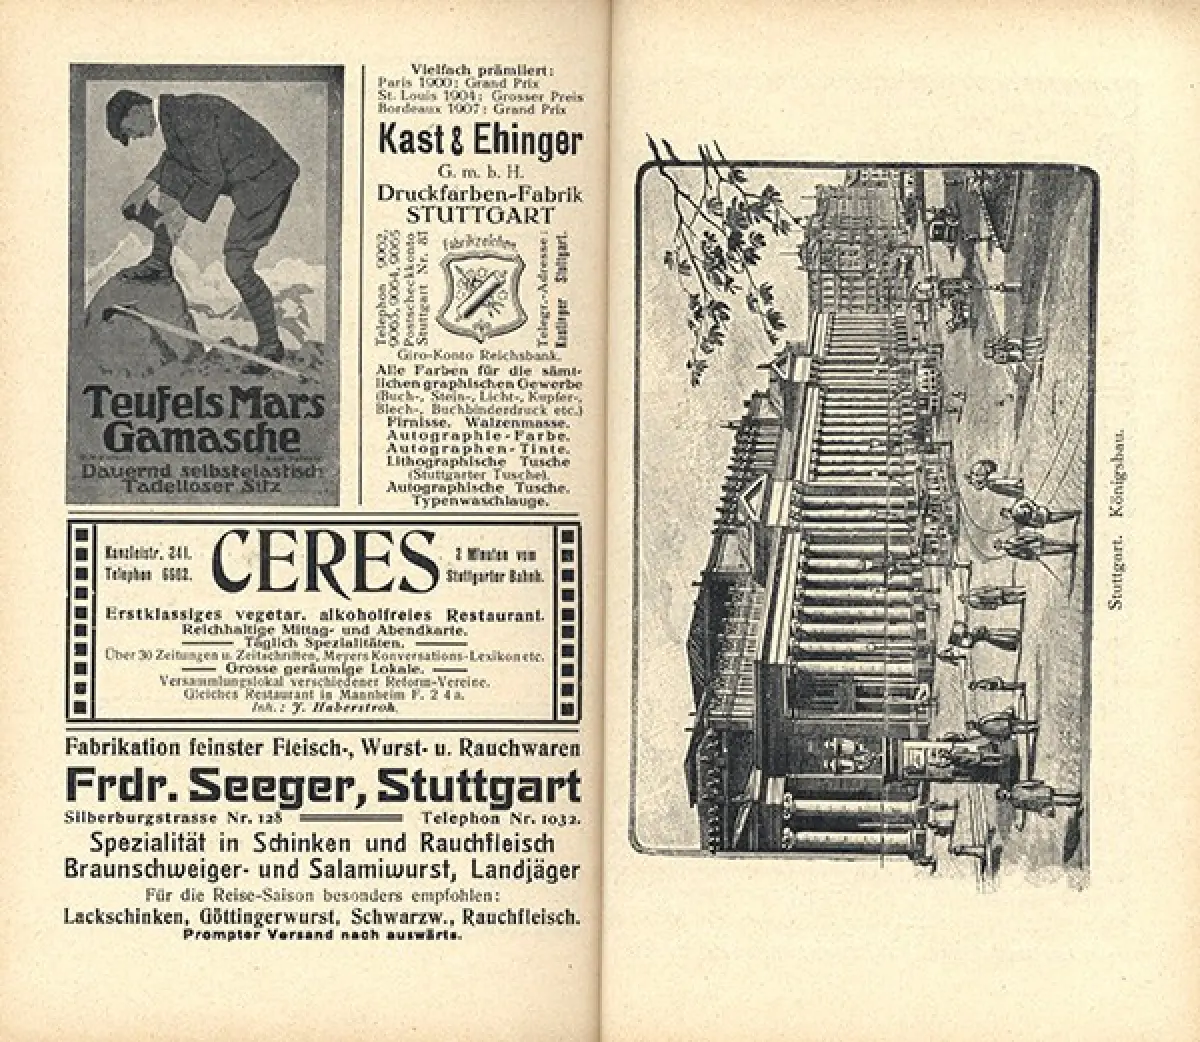 Teufels Mars
Gamasche
Dauernd selbstelastisch
Tadelloser Sitz
Vielfach prämiiert:
Paris 1900: Grand Prix
St. Louis 1904: Grosser Preis
Bordeaux 1907: Grand Prix
Kast & Ehinger
G. m. b. H.
Druckfarben-Fabrik
STUTTGART
Telephon 9062,
9063, 9064, 9065
Postscheckkonto
Stuttgart Nr. 81
Fabrikzeichen
Telegr.-Adresse:
Kastinger Stuttgart.
Giro-Konto Reichsbank.
Alle Farben für die sämt-
lichen graphischen Gewerbe
(Buch-, Stein-, Licht-, Kupfer-,
Blech-, Buchbinderdruck etc.)
Firnisse. Walzenmasse.
Autographie-Farbe.
Autographen-Tinte.
Lithographische Tusche
(Stuttgarter Tusche).
Autographische Tusche.
Typenwaschlauge.
Kanzleistr. 241.
Telephon 6602.
CERES
2 Minuten vom
Stuttgarter Bahnh.
Erstklassiges vegetar. alkoholfreies Restaurant.
Reichhaltige Mittag- und Abendkarte.
Täglich Spezialitäten.
Über 30 Zeitungen u. Zeitschriften, Meyers Konversations-Lexikon etc.
Grosse geräumige Lokale.
Versammlungslokal verschiedener Reform-Vereine.
Gleiches Restaurant in Mannheim F. 2 4 a.
Inh.: J. Haberstroh.
Fabrikation feinster Fleisch-, Wurst- u. Rauchwaren
Frdr. Seeger, Stuttgart
Silberburgstrasse Nr. 128
Telephon Nr. 1032.
Spezialität in Schinken und Rauchfleisch
Braunschweiger- und Salamiwurst, Landjäger
Für die Reise-Saison besonders empfohlen:
Lackschinken, Göttingerwurst, Schwarzw., Rauchfleisch.
Prompter Versand nach auswärts.
Stuttgart. Königsbau.